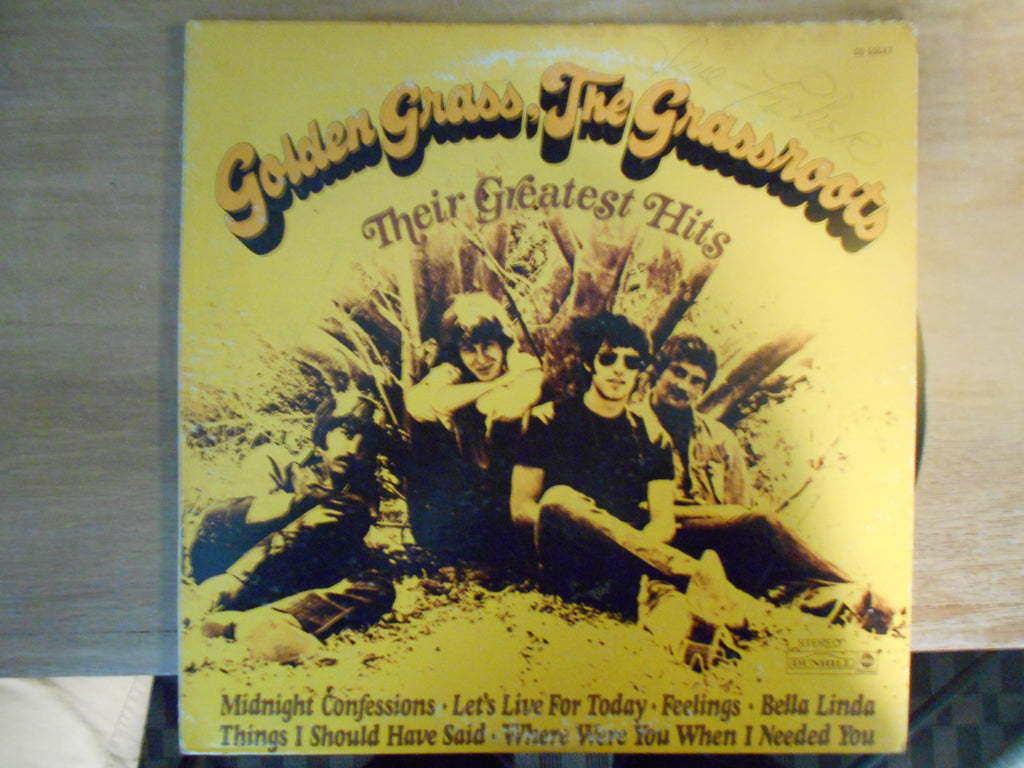 Golden Grass, The Grassroots
Their Greatest Hits
STEREO
DUNHILL abc
Midnight Confessions · Let's Live For Today · Feelings · Bella Linda
Things I Should Have Said · Where Were You When I Needed You